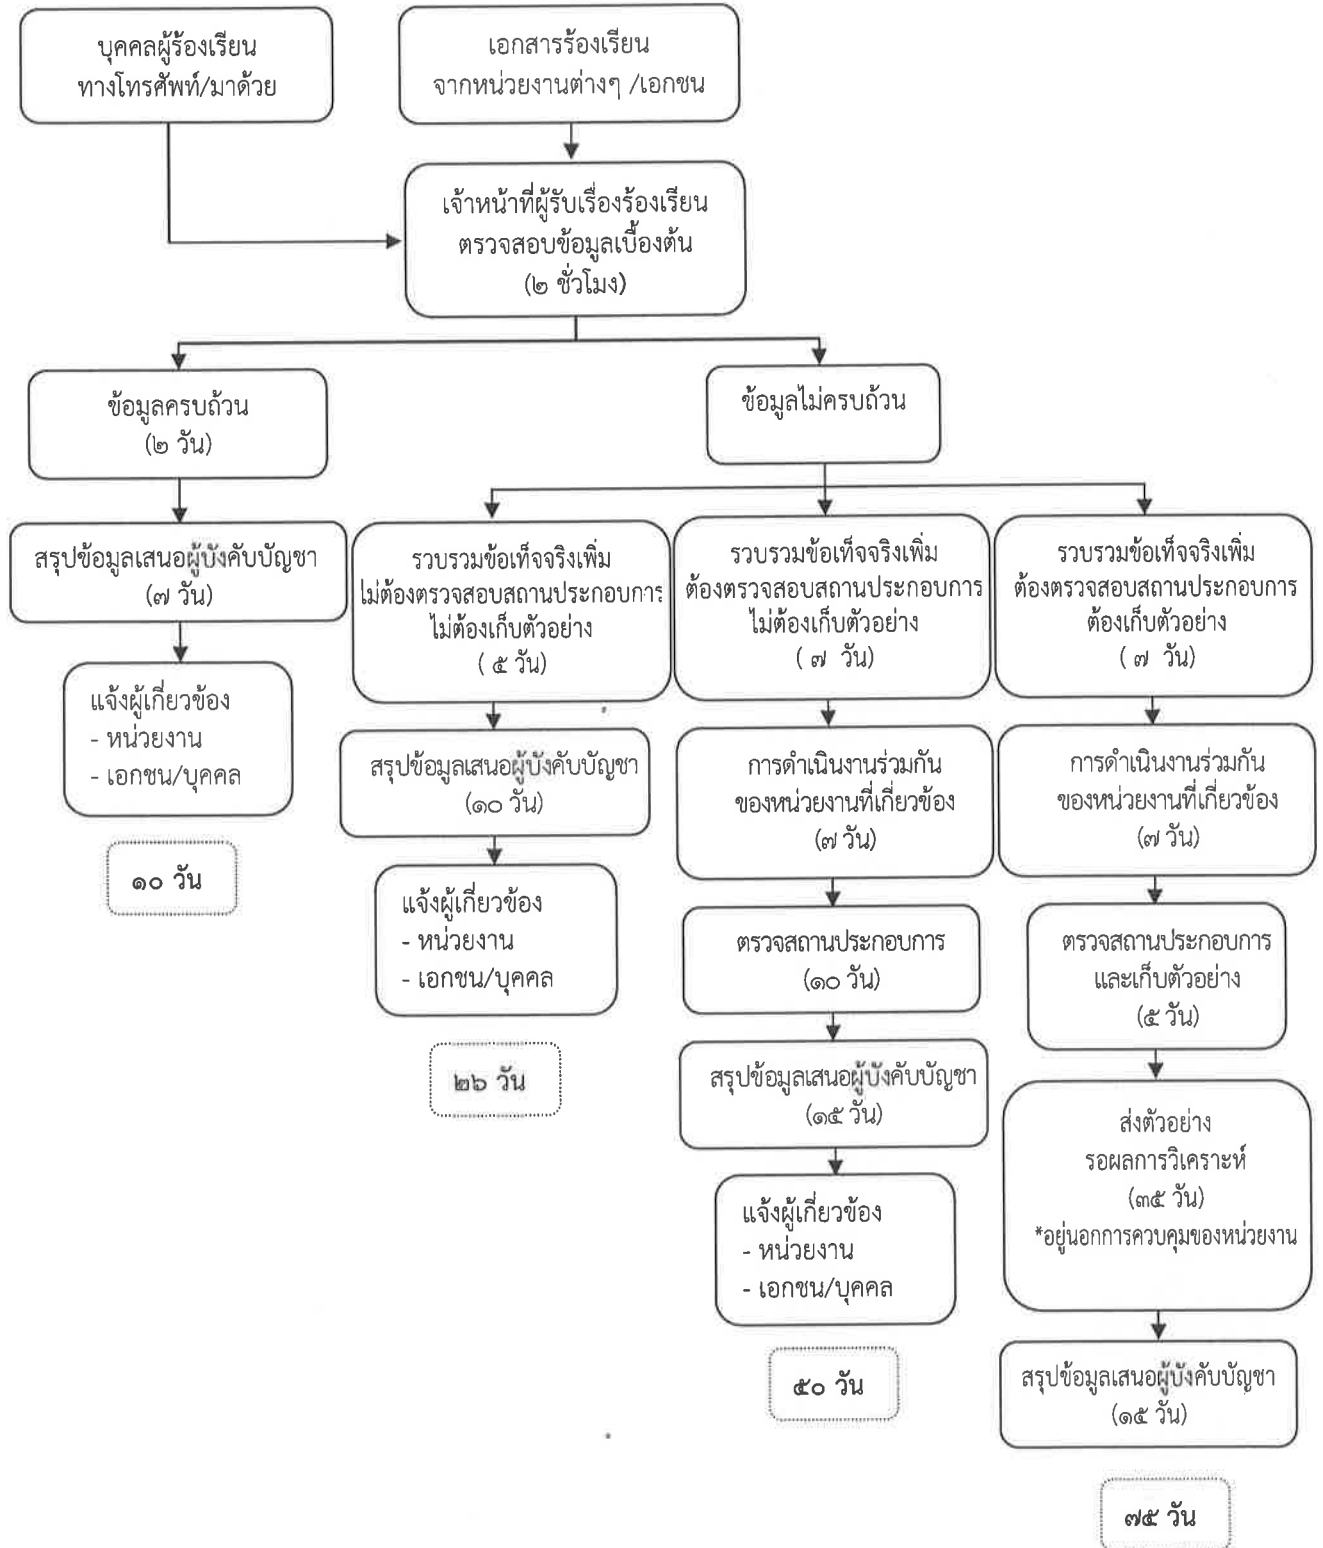 บุคคลผู้ร้องเรียน
ทางโทรศัพท์/มาด้วย
เอกสารร้องเรียน
จากหน่วยงานต่างๆ /เอกชน
เจ้าหน้าที่ผู้รับเรื่องร้องเรียน
ตรวจสอบข้อมูลเบื้องต้น
(๒ ชั่วโมง)
ข้อมูลครบถ้วน
(๒ วัน)
สรุปข้อมูลเสนอผู้บังคับบัญชา
(๗ วัน)
แจ้งผู้เกี่ยวข้อง
- หน่วยงาน
- เอกชน/บุคคล
๑๐ วัน
ข้อมูลไม่ครบถ้วน
รวบรวมข้อเท็จจริงเพิ่ม
ไม่ต้องตรวจสอบสถานประกอบการ
ไม่ต้องเก็บตัวอย่าง
( ๕ วัน)
สรุปข้อมูลเสนอผู้บังคับบัญชา
(๑๐ วัน)
แจ้งผู้เกี่ยวข้อง
- หน่วยงาน
- เอกชน/บุคคล
๒๖ วัน
รวบรวมข้อเท็จจริงเพิ่ม
ต้องตรวจสอบสถานประกอบการ
ไม่ต้องเก็บตัวอย่าง
( ๗ วัน)
การดำเนินงานร่วมกัน
ของหน่วยงานที่เกี่ยวข้อง
(๗ วัน)
ตรวจสถานประกอบการ
(๑๐ วัน)
สรุปข้อมูลเสนอผู้บังคับบัญชา
(๑๕ วัน)
แจ้งผู้เกี่ยวข้อง
- หน่วยงาน
- เอกชน/บุคคล
๕๐ วัน
รวบรวมข้อเท็จจริงเพิ่ม
ต้องตรวจสอบสถานประกอบการ
ต้องเก็บตัวอย่าง
( ๗ วัน)
การดำเนินงานร่วมกัน
ของหน่วยงานที่เกี่ยวข้อง
(๗ วัน)
ตรวจสถานประกอบการ
และเก็บตัวอย่าง
(๕ วัน)
ส่งตัวอย่าง
รอผลการวิเคราะห์
(๓๕ วัน)
*อยู่นอกการควบคุมของหน่วยงาน
สรุปข้อมูลเสนอผู้บังคับบัญชา
(๑๕ วัน)
๗๕ วัน